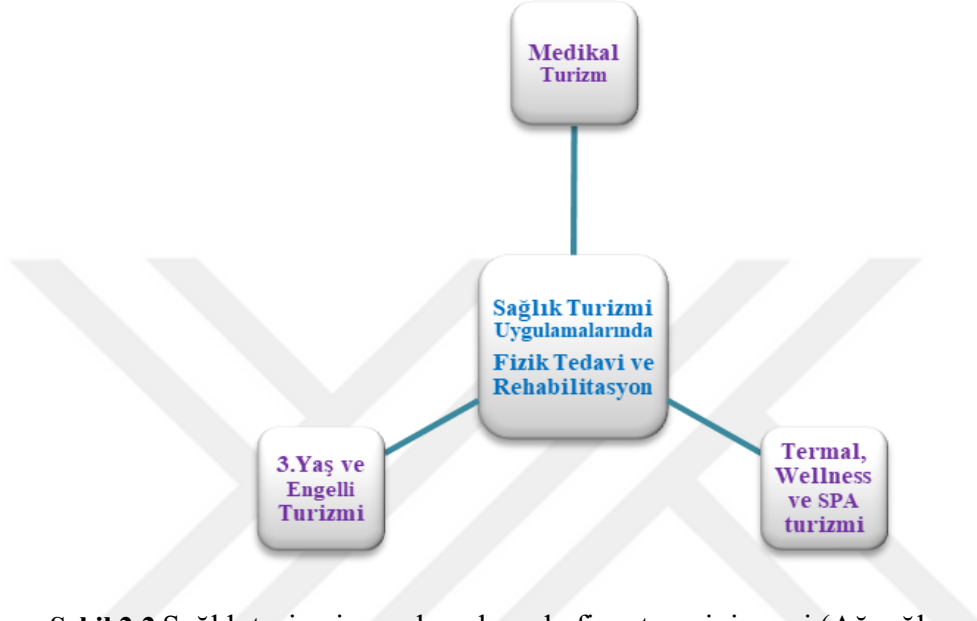 Medikal
Turizm
Sağlık Turizmi
Uygulamalarında
Fizik Tedavi ve
Rehabilitasyon
3.Yaş ve
Engelli
Turizmi
Termal,
Wellness
ve SPA
turizmi